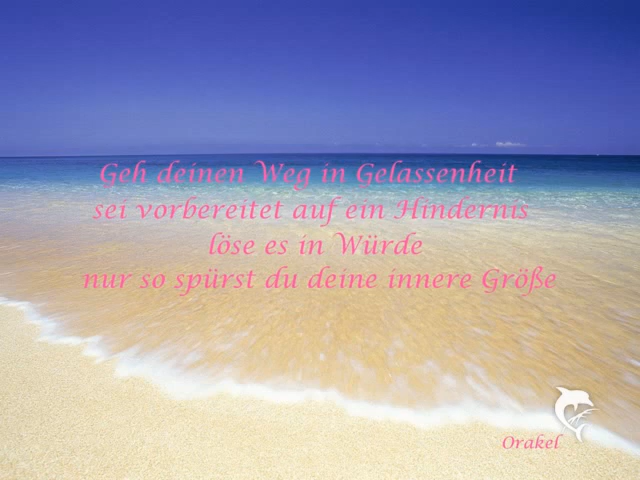 Geh deinen Weg in Gelassenheit
sei vorbereitet auf ein Hindernis
löse es in Würde
nur so spürst du deine innere Größe
Orakel